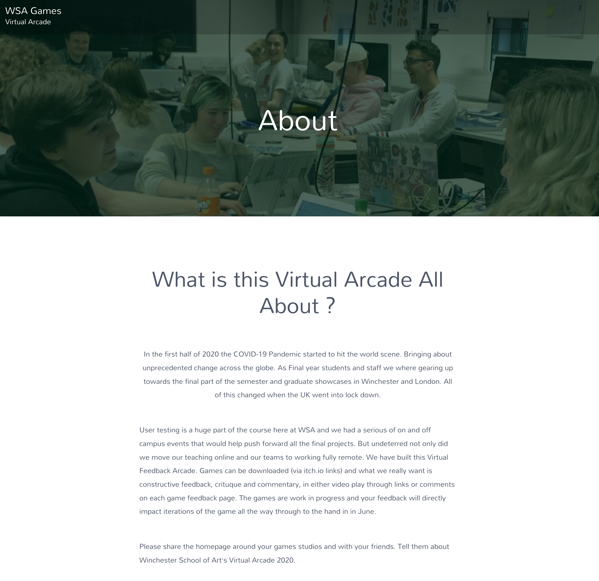 WSA Games
Virtual Arcade
About
What is this Virtual Arcade All
About ?
In the first half of 2020 the COVID-19 Pandemic started to hit the world scene. Bringing about
unprecedented change across the globe. As Final year students and staff we where gearing up
towards the final part of the semester and graduate showcases in Winchester and London. All
of this changed when the UK went into lock down.
User testing is a huge part of the course here at WSA and we had a serious of on and off
campus events that would help push forward all the final projects. But undeterred not only did
we move our teaching online and our teams to working fully remote. We have built this Virtual
Feedback Arcade. Games can be downloaded (via itch.io links) and what we really want is
constructive feedback, crituque and commentary, in either video play through links or comments
on each game feedback page. The games are work in progress and your feedback will directly
impact iterations of the game all the way through to the hand in in June.
Please share the homepage around your games studios and with your friends. Tell them about
Winchester School of Art's Virtual Arcade 2020.